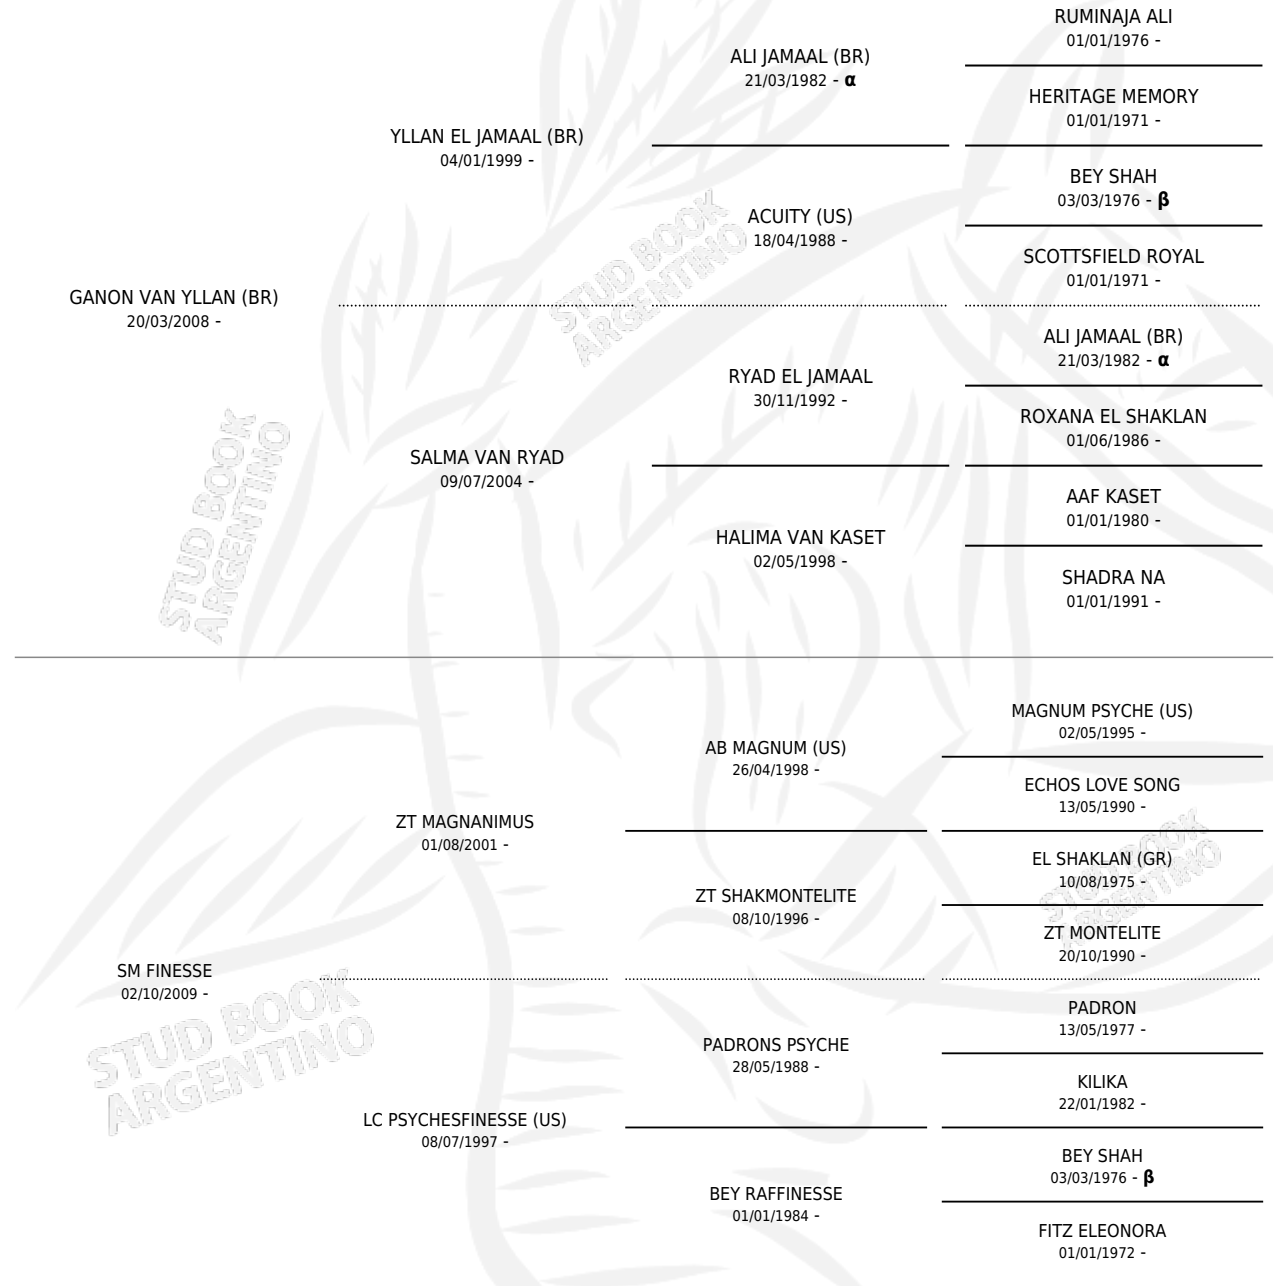 RUMINAJA ALI
01/01/1976 -
ALI JAMAAL (BR)
21/03/1982 - α
HERITAGE MEMORY
01/01/1971 -
YLLAN EL JAMAAL (BR)
04/01/1999 -
BEY SHAH
03/03/1976 - β
ACUITY (US)
18/04/1988 -
SCOTTSFIELD ROYAL
01/01/1971 -
GANON VAN YLLAN (BR)
20/03/2008 -
ALI JAMAAL (BR)
21/03/1982 - α
RYAD EL JAMAAL
30/11/1992 -
ROXANA EL SHAKLAN
01/06/1986 -
SALMA VAN RYAD
09/07/2004 -
AAF KASET
01/01/1980 -
HALIMA VAN KASET
02/05/1998 -
SHADRA NA
01/01/1991 -
MAGNUM PSYCHE (US)
02/05/1995 -
AB MAGNUM (US)
26/04/1998 -
ECHOS LOVE SONG
13/05/1990 -
ZT MAGNANIMUS
01/08/2001 -
EL SHAKLAN (GR)
10/08/1975 -
ZT SHAKMONTELITE
08/10/1996 -
ZT MONTELITE
20/10/1990 -
SM FINESSE
02/10/2009 -
PADRON
13/05/1977 -
PADRONS PSYCHE
28/05/1988 -
KILIKA
22/01/1982 -
LC PSYCHESFINESSE (US)
08/07/1997 -
BEY SHAH
03/03/1976 - β
BEY RAFFINESSE
01/01/1984 -
FITZ ELEONORA
01/01/1972 -
STUD BOOK
ARGENTINO
STUD BOOK
ARGENTINO
STUD BOOK
ARGENTINO
STUD BOOK
ARGENTINO